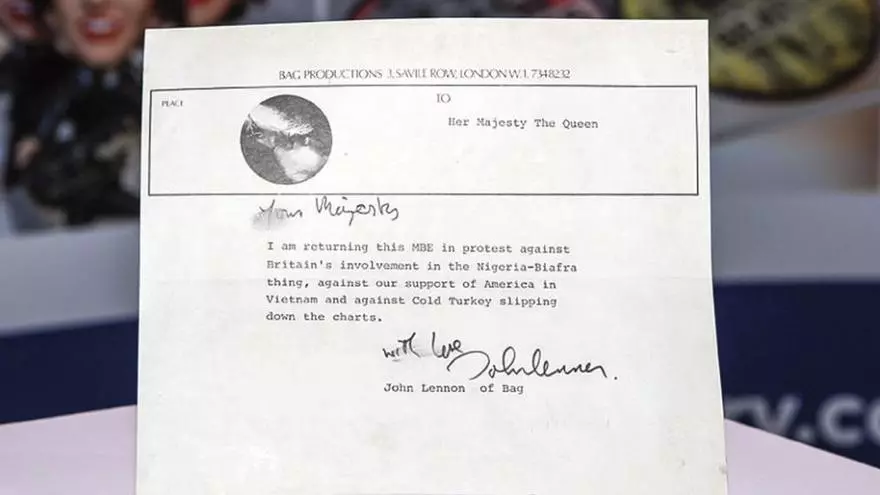 BAG PRODUCTIONS 3, SAVILE ROW, LONDON W.1. 734 8232
PLACE
TO
Her Majesty The Queen
Your Majesty
I am returning this MBE in protest against
Britain's involvement in the Nigeria-Biafra
thing, against our support of America in
Vietnam and against Cold Turkey slipping
down the charts.
with love John Lennon.
John Lennon of Bag